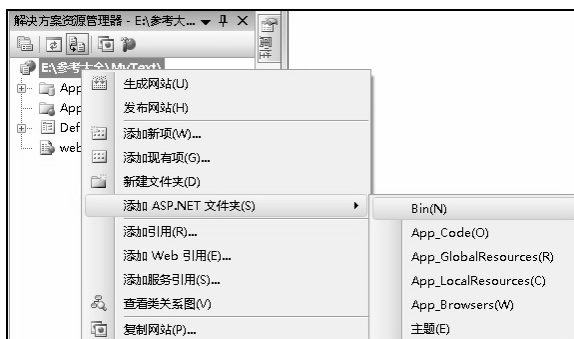 解决方案资源管理器 - E:\参考大...
E:\参考大全\MyText\
App
App
Def
web
生成网站(U)
发布网站(H)
添加新项(W)...
添加现有项(G)...
新建文件夹(D)
添加 ASP.NET 文件夹(S)
添加引用(R)...
添加 Web 引用(E)...
添加服务引用(S)...
查看类关系图(V)
复制网站(P)...
Bin(N)
App_Code(O)
App_GlobalResources(R)
App_LocalResources(C)
App_Browsers(W)
主题(E)